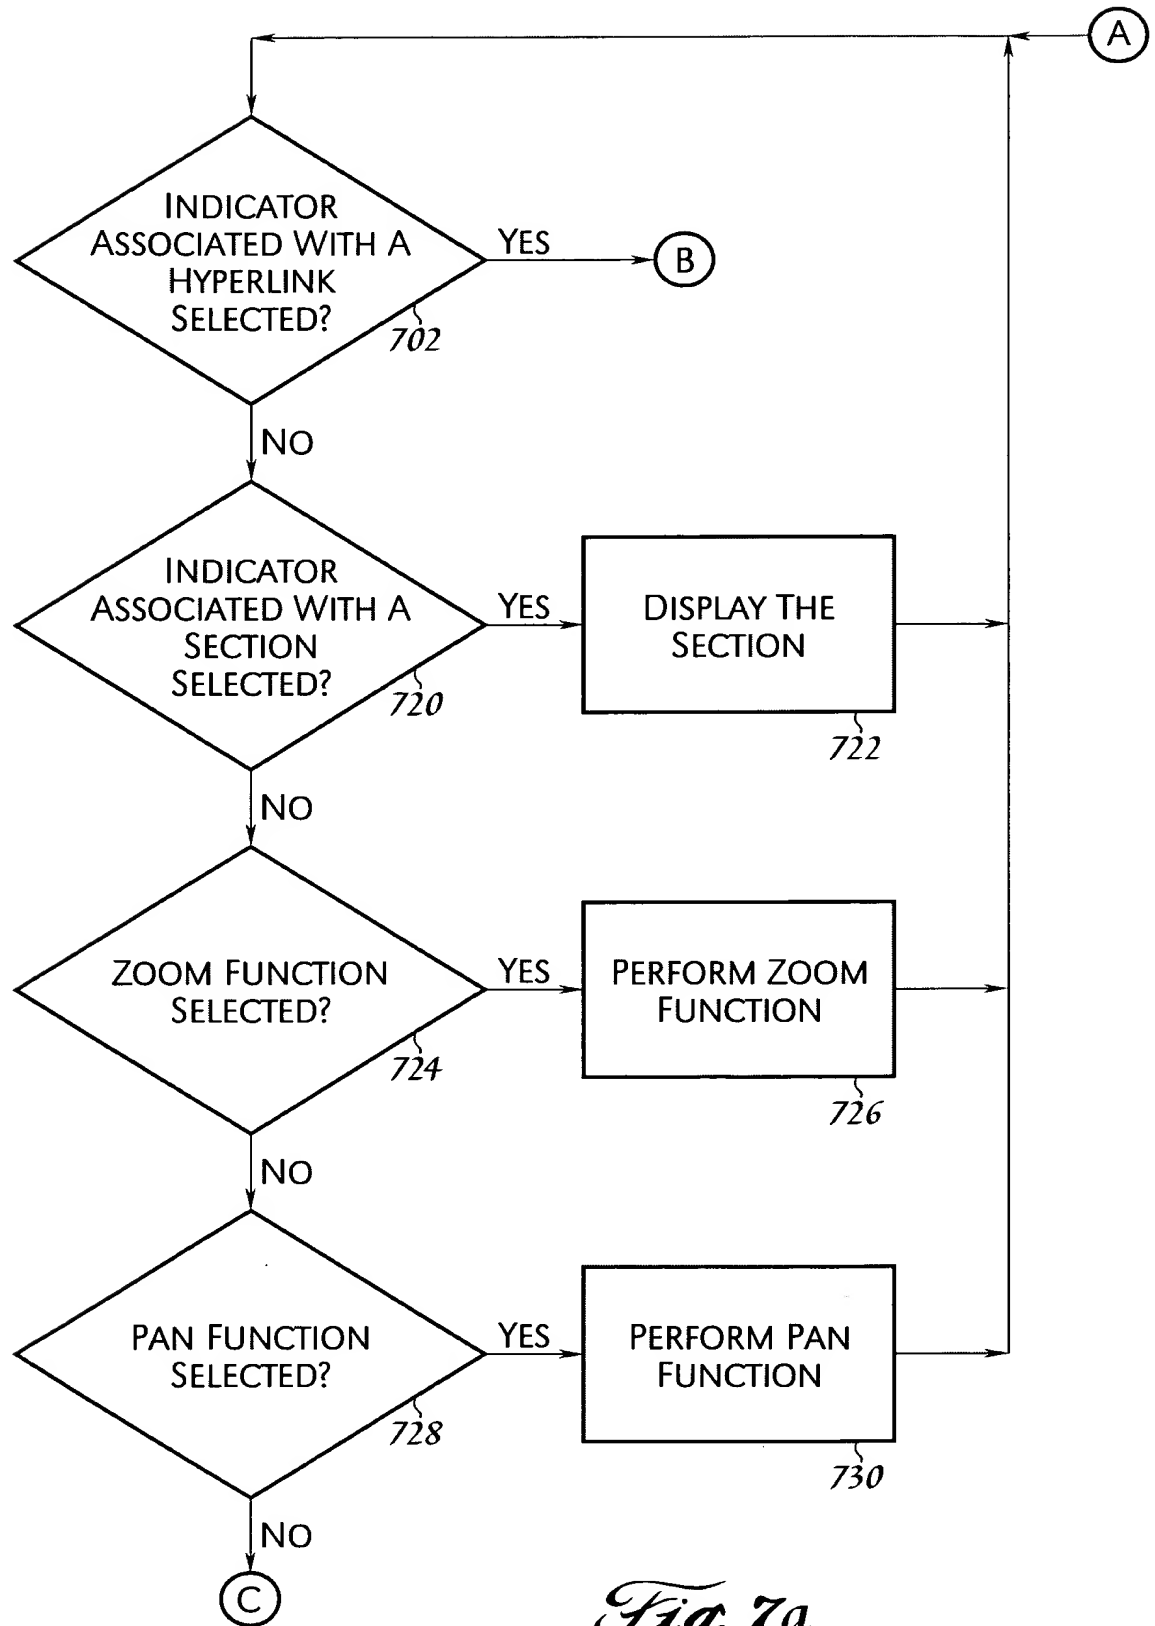 A
INDICATOR
ASSOCIATED WITH A
HYPERLINK
SELECTED?
702
YES
B
NO
INDICATOR
ASSOCIATED WITH A
SECTION
SELECTED?
720
YES
DISPLAY THE
SECTION
722
NO
ZOOM FUNCTION
SELECTED?
724
YES
PERFORM ZOOM
FUNCTION
726
NO
PAN FUNCTION
SELECTED?
728
YES
PERFORM PAN
FUNCTION
730
NO
C
Fig. 7a